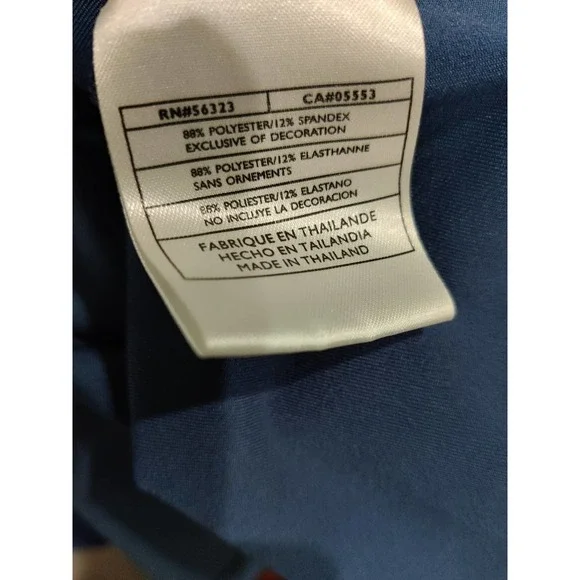 RN#56323 CA#05553
88% POLYESTER/12% SPANDEX
EXCLUSIVE OF DECORATION
88% POLYESTER/12% ELASTHANNE
SANS ORNEMENTS
88% POLIESTER/12% ELASTANO
NO INCLUYE LA DECORACION
FABRIQUE EN THAILANDE
HECHO EN TAILANDIA
MADE IN THAILAND